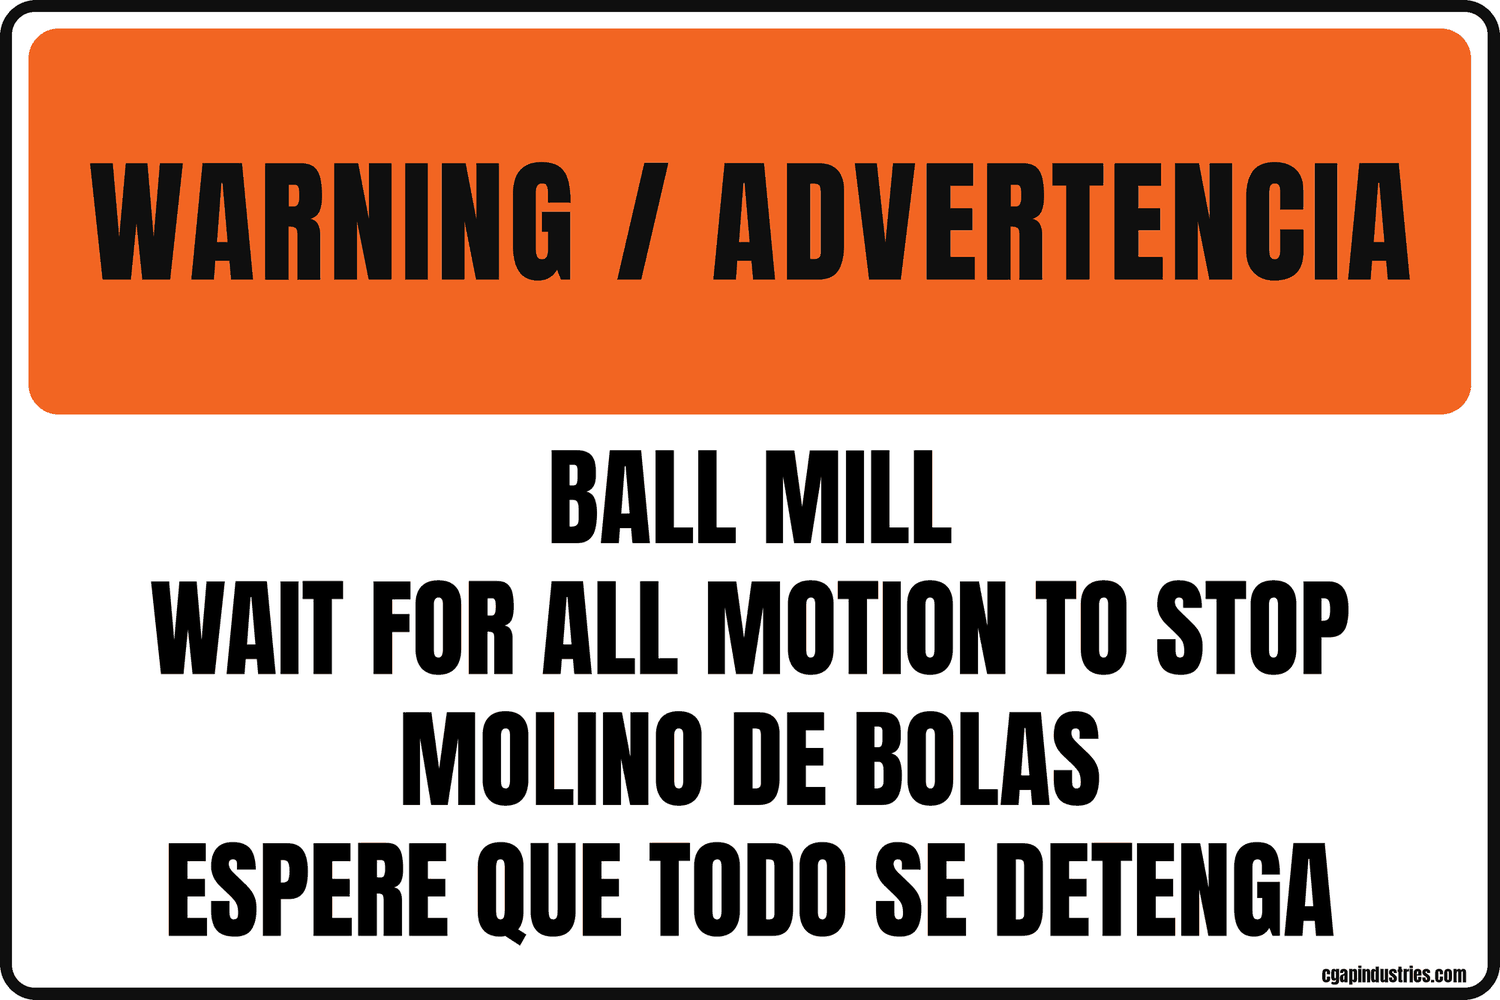 WARNING / ADVERTENCIA
BALL MILL
WAIT FOR ALL MOTION TO STOP
MOLINO DE BOLAS
ESPERE QUE TODO SE DETENGA
cgapindustries.com